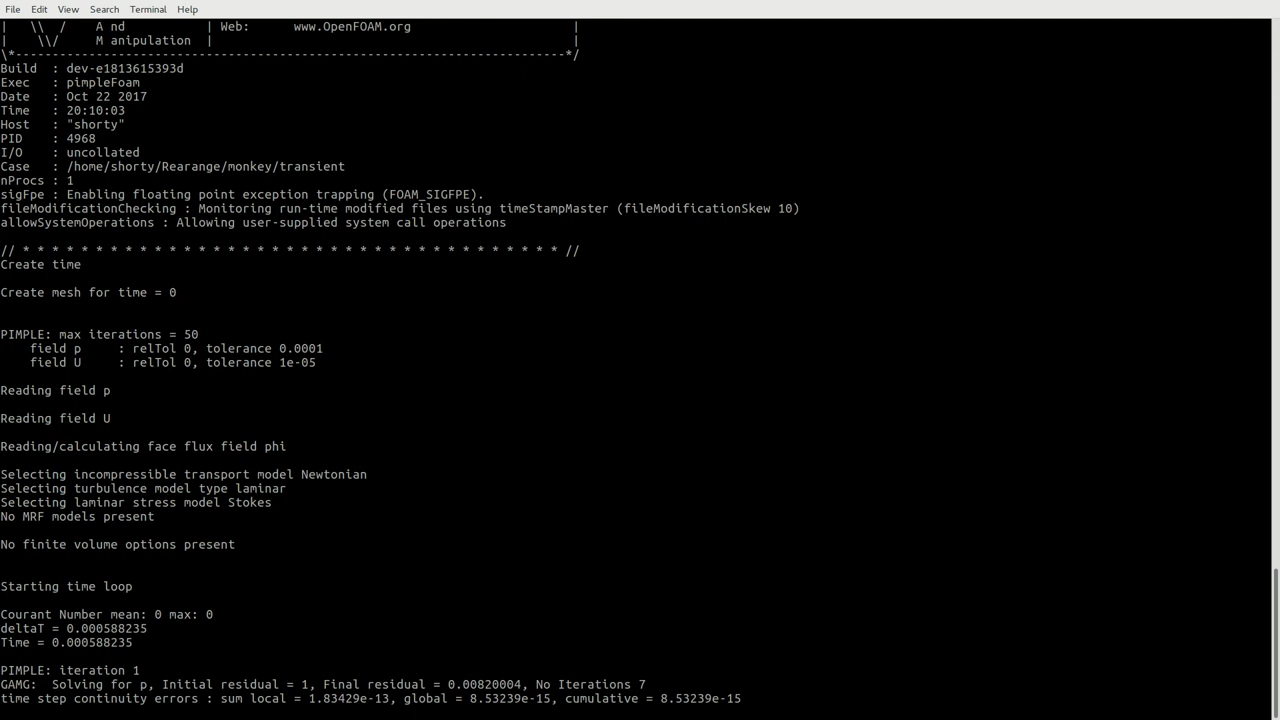 File Edit View Search Terminal Help
|   \\  /    A nd           | Web:      www.OpenFOAM.org                      |
|    \\/     M anipulation  |                                                 |
\*---------------------------------------------------------------------------*/
Build  : dev-e1813615393d
Exec   : pimpleFoam
Date   : Oct 22 2017
Time   : 20:10:03
Host   : "shorty"
PID    : 4968
I/O    : uncollated
Case   : /home/shorty/Rearange/monkey/transient
nProcs : 1
sigFpe : Enabling floating point exception trapping (FOAM_SIGFPE).
fileModificationChecking : Monitoring run-time modified files using timeStampMaster (fileModificationSkew 10)
allowSystemOperations : Allowing user-supplied system call operations
// * * * * * * * * * * * * * * * * * * * * * * * * * * * * * * * * * * * * * //
Create time
Create mesh for time = 0
PIMPLE: max iterations = 50
    field p     : relTol 0, tolerance 0.0001
    field U     : relTol 0, tolerance 1e-05
Reading field p
Reading field U
Reading/calculating face flux field phi
Selecting incompressible transport model Newtonian
Selecting turbulence model type laminar
Selecting laminar stress model Stokes
No MRF models present
No finite volume options present
Starting time loop
Courant Number mean: 0 max: 0
deltaT = 0.000588235
Time = 0.000588235
PIMPLE: iteration 1
GAMG:  Solving for p, Initial residual = 1, Final residual = 0.00820004, No Iterations 7
time step continuity errors : sum local = 1.83429e-13, global = 8.53239e-15, cumulative = 8.53239e-15